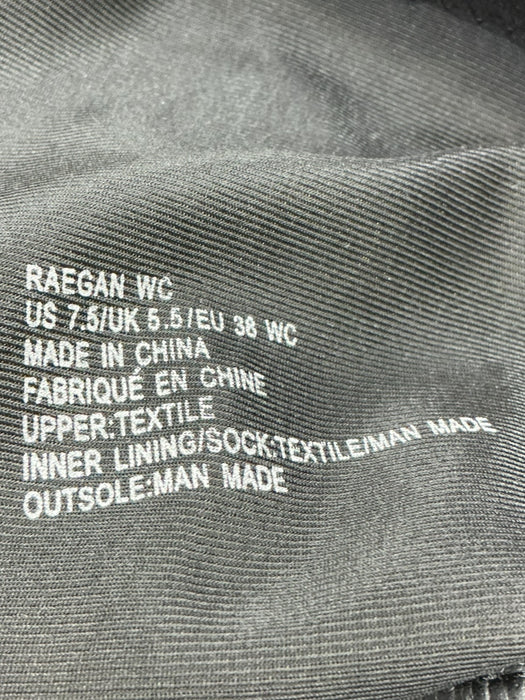 RAEGAN WC
US 7.5/UK 5.5/EU 38 WC
MADE IN CHINA
FABRIQUÉ EN CHINE
UPPER:TEXTILE
INNER LINING/SOCK:TEXTILE/MAN MADE
OUTSOLE:MAN MADE